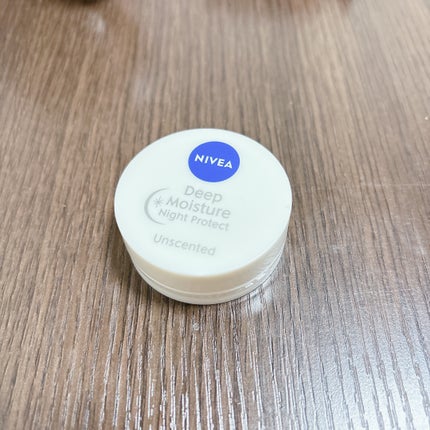 NIVEA
Deep
Moisture
Night Protect
Unscented